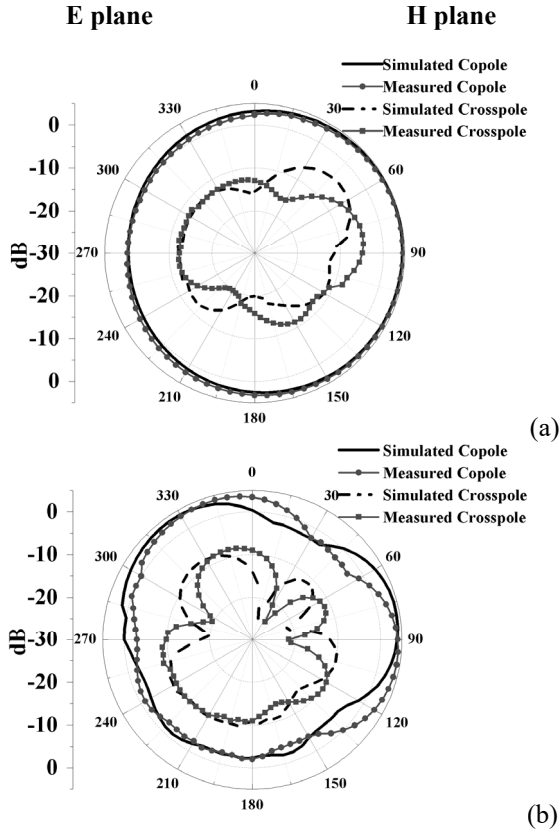 E plane H plane
Simulated Copole
Measured Copole
Simulated Crosspole
Measured Crosspole
0
30
60
90
120
150
180
210
240
270
300
330
dB
0
-10
-20
-30
-20
-10
0
(a)
Simulated Copole
Measured Copole
Simulated Crosspole
Measured Crosspole
0
30
60
90
120
150
180
210
240
270
300
330
dB
0
-10
-20
-30
-20
-10
0
(b)